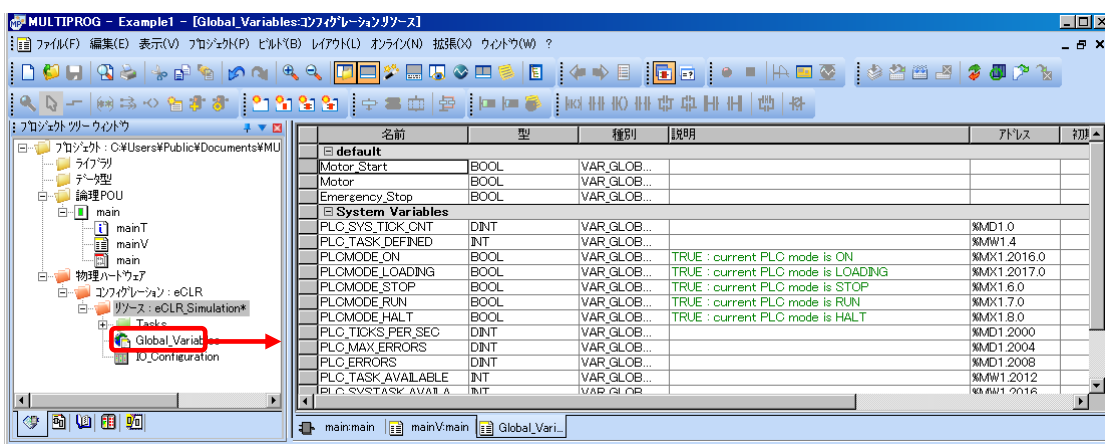 MULTIPROG - Example1 - [Global_Variables:コンフィグレーション.リソース]
ファイル(F) 編集(E) 表示(V) プロジェクト(P) ビルド(B) レイアウト(L) オンライン(N) 拡張(X) ウィンドウ(W) ?
プロジェクト ツリー ウィンドウ
プロジェクト : C:¥Users¥Public¥Documents¥MU
ライブラリ
データ型
論理POU
main
mainT
mainV
main
物理ハードウェア
コンフィグレーション : eCLR
リソース : eCLR_Simulation*
Tasks
Global_Variables
IO_Configuration
名前 型 種別 説明 アドレス 初期
default
Motor_Start BOOL VAR_GLOB...
Motor BOOL VAR_GLOB...
Emergency_Stop BOOL VAR_GLOB...
System Variables
PLC_SYS_TICK_CNT DINT VAR_GLOB... %MD1.0
PLC_TASK_DEFINED INT VAR_GLOB... %MW1.4
PLCMODE_ON BOOL VAR_GLOB... TRUE : current PLC mode is ON %MX1.2016.0
PLCMODE_LOADING BOOL VAR_GLOB... TRUE : current PLC mode is LOADING %MX1.2017.0
PLCMODE_STOP BOOL VAR_GLOB... TRUE : current PLC mode is STOP %MX1.6.0
PLCMODE_RUN BOOL VAR_GLOB... TRUE : current PLC mode is RUN %MX1.7.0
PLCMODE_HALT BOOL VAR_GLOB... TRUE : current PLC mode is HALT %MX1.8.0
PLC_TICKS_PER_SEC DINT VAR_GLOB... %MD1.2000
PLC_MAX_ERRORS DINT VAR_GLOB... %MD1.2004
PLC_ERRORS DINT VAR_GLOB... %MD1.2008
PLC_TASK_AVAILABLE INT VAR_GLOB... %MW1.2012
PLC_SYSTASK_AVAILA INT VAR_GLOB... %MW1.2016
main:main mainV:main Global_Vari...